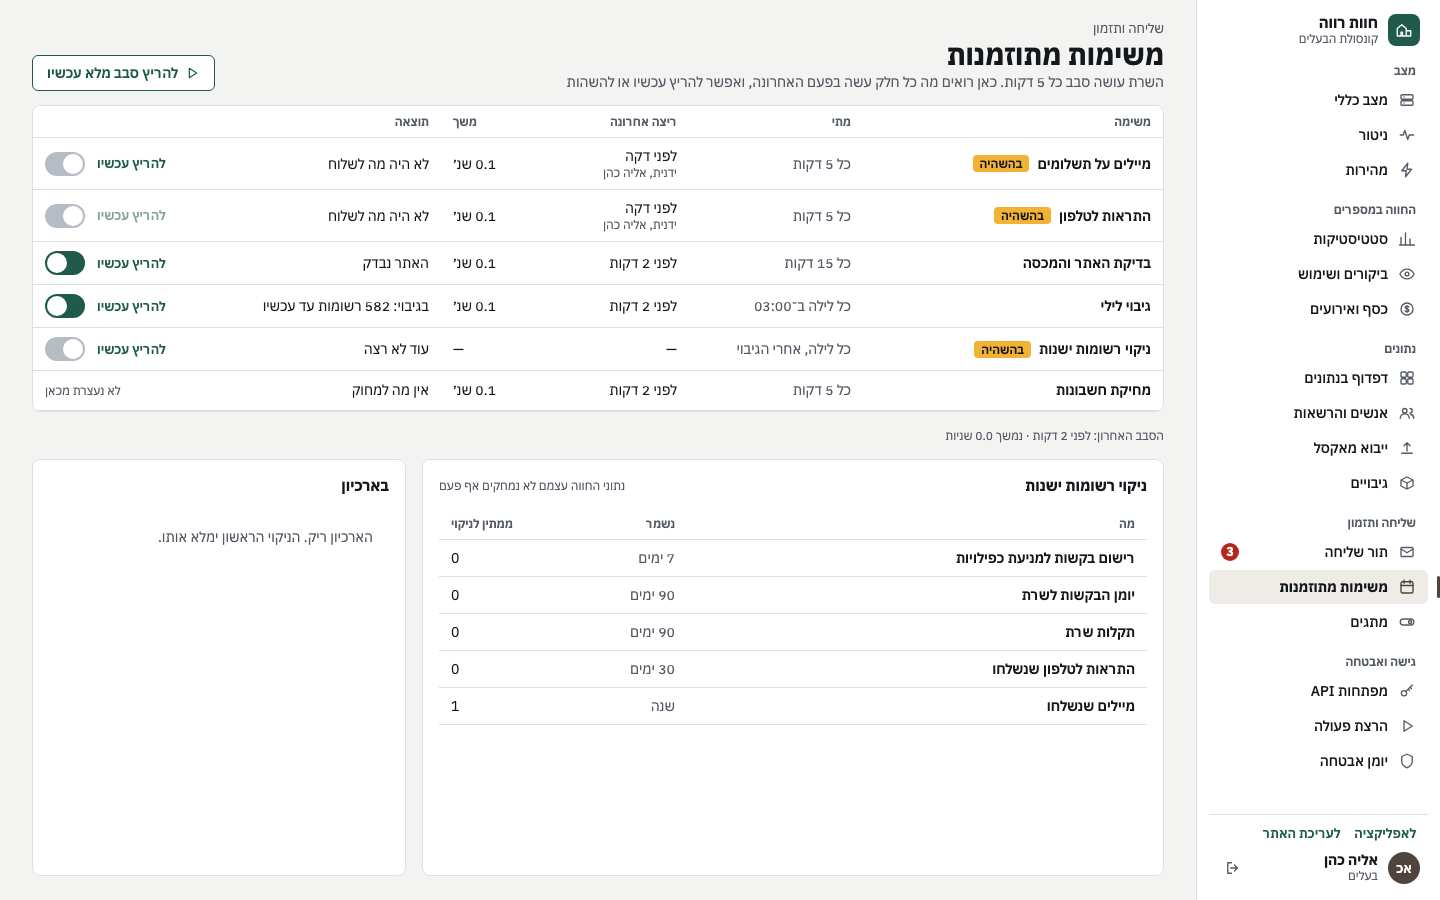 חוות רווה
קונסולת הבעלים
מצב
מצב כללי
ניטור
מהירות
החווה במספרים
סטטיסטיקות
ביקורים ושימוש
כסף ואירועים
נתונים
דפדוף בנתונים
אנשים והרשאות
ייבוא מאקסל
גיבויים
שליחה ותזמון
תור שליחה 3
משימות מתוזמנות
מתגים
גישה ואבטחה
מפתחות API
הרצת פעולה
יומן אבטחה
לאפליקציה לעריכת האתר
אכ
אליה כהן
בעלים
שליחה ותזמון
משימות מתוזמנות
השרת עושה סבב כל 5 דקות. כאן רואים מה כל חלק עשה בפעם האחרונה, ואפשר להריץ עכשיו או להשהות
להריץ סבב מלא עכשיו
משימה מתי ריצה אחרונה משך תוצאה
מיילים על תשלומים בהשהיה כל 5 דקות לפני דקה 0.1 שנ׳ לא היה מה לשלוח להריץ עכשיו
ידנית, אליה כהן
התראות לטלפון בהשהיה כל 5 דקות לפני דקה 0.1 שנ׳ לא היה מה לשלוח להריץ עכשיו
ידנית, אליה כהן
בדיקת האתר והמכסה כל 15 דקות לפני 2 דקות 0.1 שנ׳ האתר נבדק להריץ עכשיו
גיבוי לילי כל לילה ב־03:00 לפני 2 דקות 0.1 שנ׳ בגיבוי: 582 רשומות עד עכשיו להריץ עכשיו
ניקוי רשומות ישנות בהשהיה כל לילה, אחרי הגיבוי — — עוד לא רצה להריץ עכשיו
מחיקת חשבונות כל 5 דקות לפני 2 דקות 0.1 שנ׳ אין מה למחוק לא נעצרת מכאן
הסבב האחרון: לפני 2 דקות · נמשך 0.0 שניות
ניקוי רשומות ישנות נתוני החווה עצמם לא נמחקים אף פעם
מה נשמר ממתין לניקוי
רישום בקשות למניעת כפילויות 7 ימים 0
יומן הבקשות לשרת 90 ימים 0
תקלות שרת 90 ימים 0
התראות לטלפון שנשלחו 30 ימים 0
מיילים שנשלחו שנה 1
בארכיון
הארכיון ריק. הניקוי הראשון ימלא אותו.